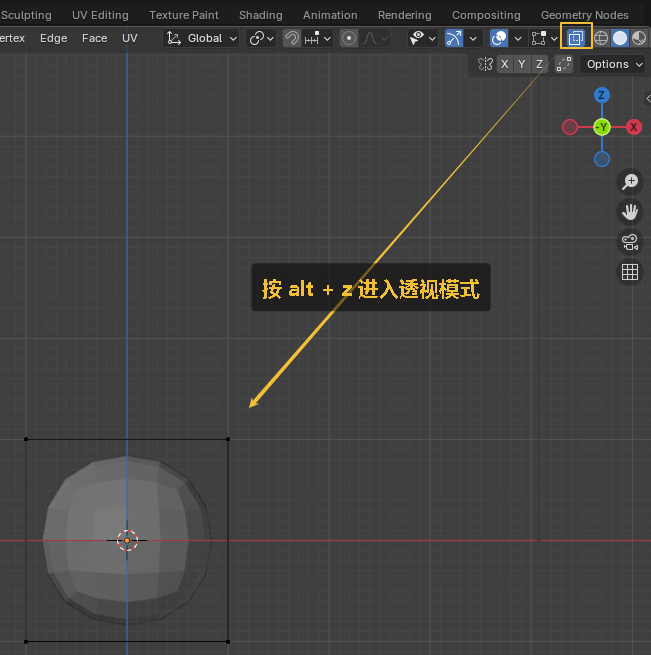 Sculpting UV Editing Texture Paint Shading Animation Rendering Compositing Geometry Nodes
ertex Edge Face UV Global
X Y Z Options
Z
-Y X
按 alt + z 进入透视模式